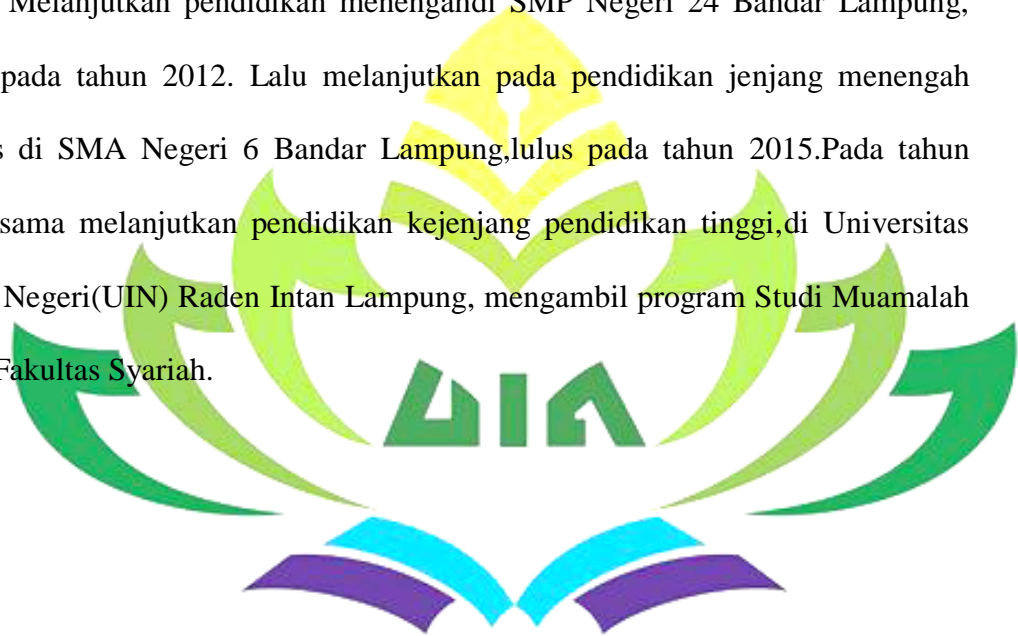 Melanjutkan pendidikan menengandi SMP Negeri 24 Bandar Lampung,
pada tahun 2012. Lalu melanjutkan pada pendidikan jenjang menengah
s di SMA Negeri 6 Bandar Lampung,lulus pada tahun 2015.Pada tahun
sama melanjutkan pendidikan kejenjang pendidikan tinggi,di Universitas
Negeri(UIN) Raden Intan Lampung, mengambil program Studi Muamalah
Fakultas Syariah.
UIN